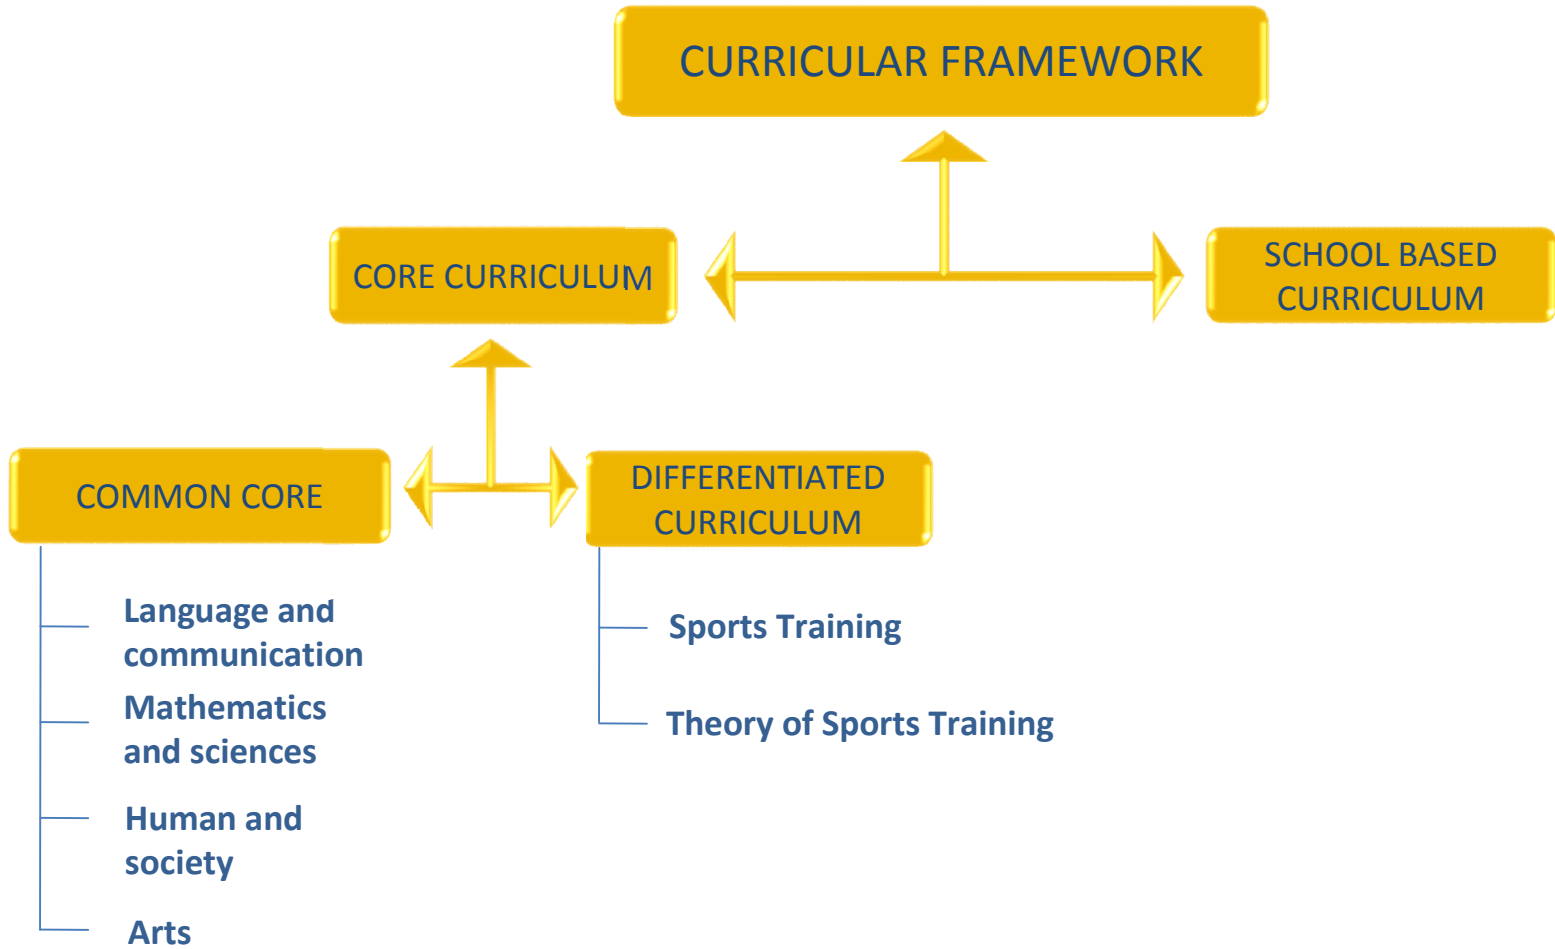 CURRICULAR FRAMEWORK
CORE CURRICULUM
SCHOOL BASED
CURRICULUM
COMMON CORE
DIFFERENTIATED
CURRICULUM
Language and
communication
Mathematics
and sciences
Human and
society
Arts
Sports Training
Theory of Sports Training